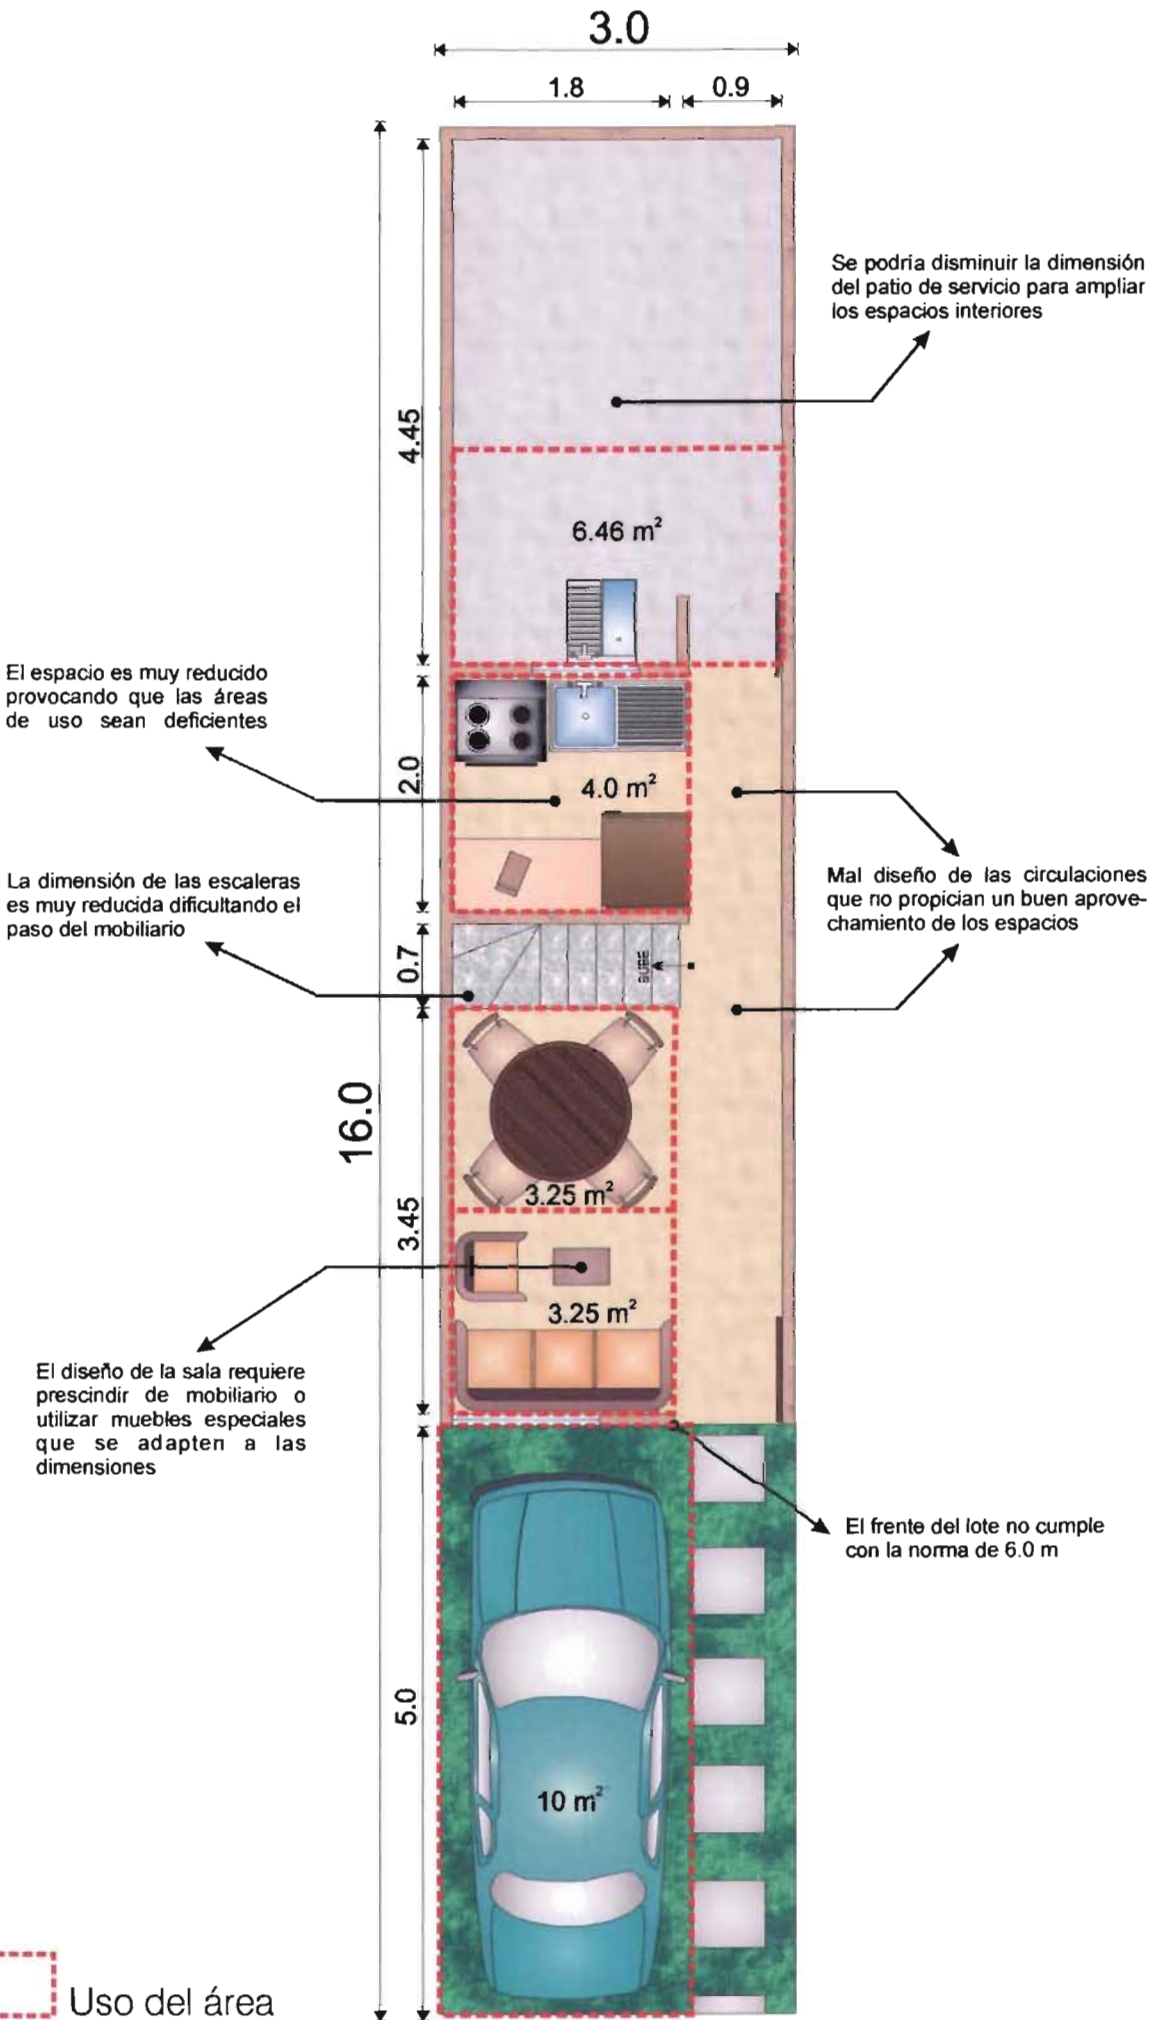 3.0
1.8
0.9
Se podría disminuir la dimensión
del patio de servicio para ampliar
los espacios interiores
4.45
6.46 m²
El espacio es muy reducido
provocando que las áreas
de uso sean deficientes
2.0
4.0 m²
La dimensión de las escaleras
es muy reducida dificultando el
paso del mobiliario
Mal diseño de las circulaciones
que no propician un buen aprove-
chamiento de los espacios
0.7
SUBE
16.0
3.25 m²
3.45
3.25 m²
El diseño de la sala requiere
prescindir de mobiliario o
utilizar muebles especiales
que se adapten a las
dimensiones
El frente del lote no cumple
con la norma de 6.0 m
5.0
10 m²
Uso del área